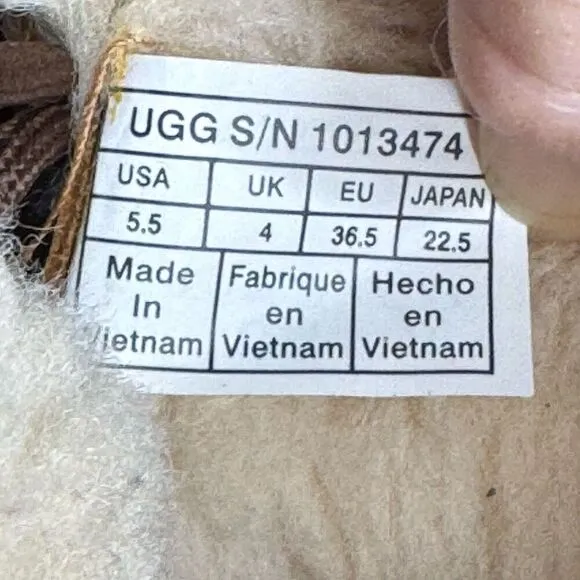 UGG S/N 1013474
USA UK EU JAPAN
5.5 4 36.5 22.5
Made Fabrique Hecho
In en en
Vietnam Vietnam Vietnam